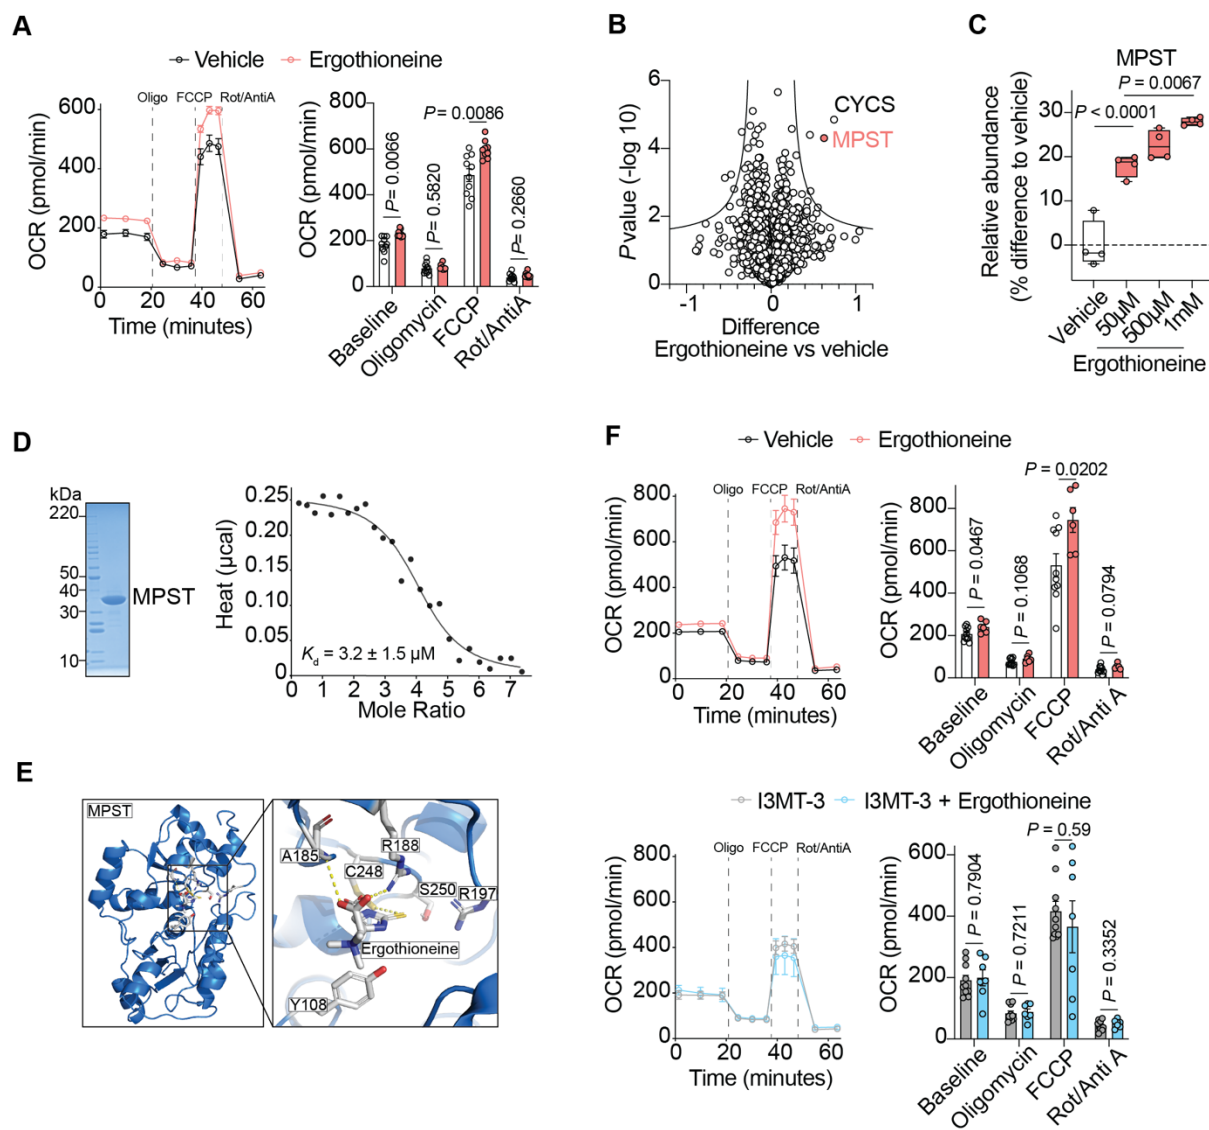 A
Vehicle
Ergothioneine
Oligo
FCCP
Rot/AntiA
OCR (pmol/min)
600
400
200
0
0
20
40
60
Time (minutes)
OCR (pmol/min)
800
600
400
200
0
P = 0.0066
P = 0.5820
P = 0.0086
P = 0.2660
Baseline
Oligomycin
FCCP
Rot/AntiA
B
Pvalue (-log 10)
6
4
2
0
CYCS
MPST
-1
0
1
Difference
Ergothioneine vs vehicle
C
MPST
P = 0.0067
P < 0.0001
Relative abundance
(% difference to vehicle)
30
20
10
0
Vehicle
50µM
500µM
1mM
Ergothioneine
D
kDa
220
50
40
30
10
MPST
Heat (µcal)
0.25
0.20
0.15
0.10
0.05
0
Kd = 3.2 ± 1.5 µM
0
1
2
3
4
5
6
7
Mole Ratio
E
MPST
A185
R188
C248
S250
R197
Ergothioneine
Y108
F
Vehicle
Ergothioneine
Oligo
FCCP
Rot/AntiA
OCR (pmol/min)
800
600
400
200
0
0
20
40
60
Time (minutes)
OCR (pmol/min)
800
600
400
200
0
P = 0.0467
P = 0.1068
P = 0.0202
P = 0.0794
Baseline
Oligomycin
FCCP
Rot/Anti A
I3MT-3
I3MT-3 + Ergothioneine
Oligo
FCCP
Rot/AntiA
OCR (pmol/min)
800
600
400
200
0
0
20
40
60
Time (minutes)
OCR (pmol/min)
600
400
200
0
P = 0.7904
P = 0.7211
P = 0.59
P = 0.3352
Baseline
Oligomycin
FCCP
Rot/Anti A